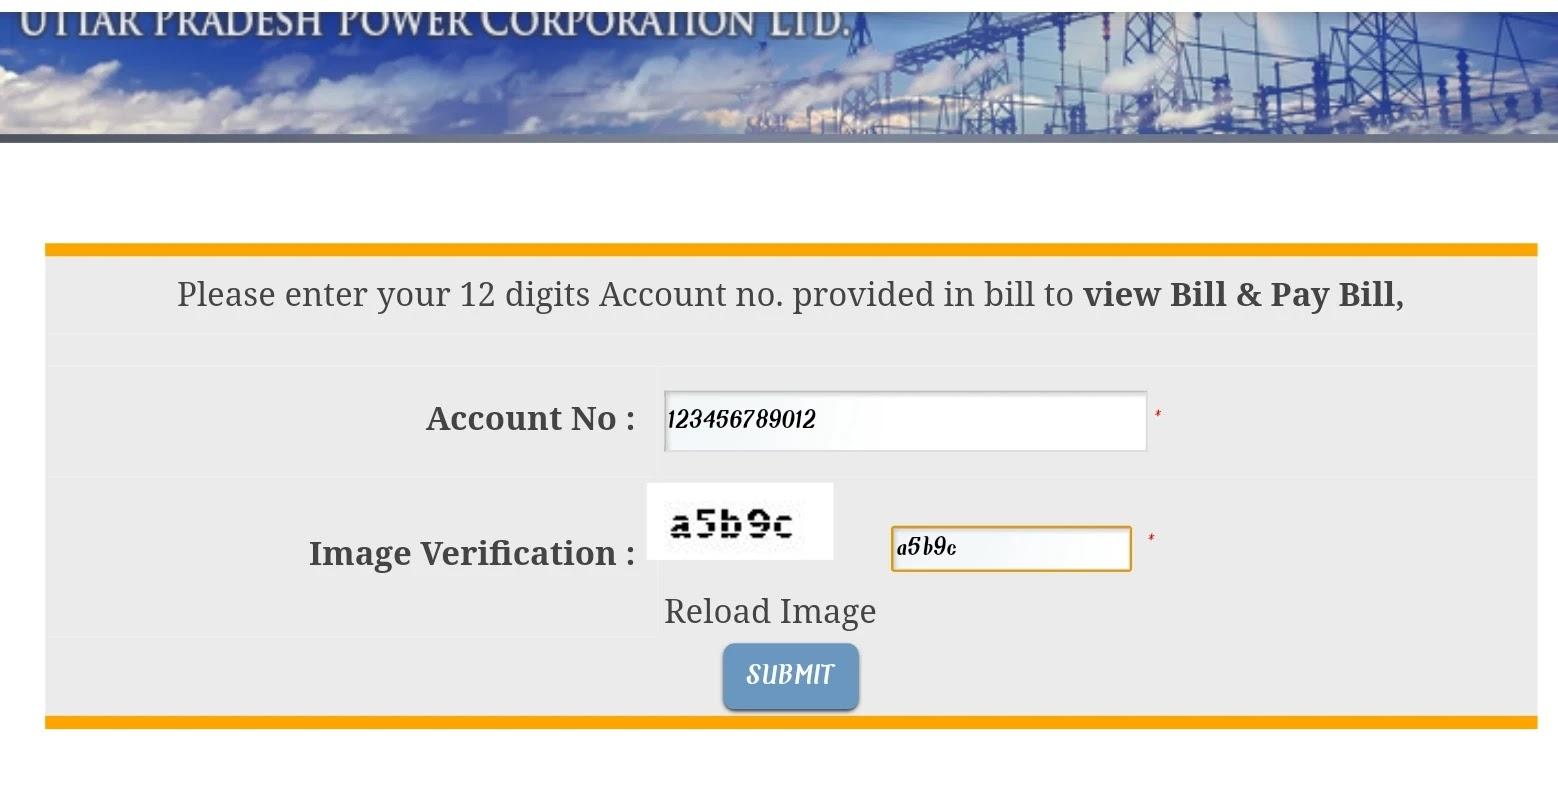 UTTAR PRADESH POWER CORPORATION LTD.
Please enter your 12 digits Account no. provided in bill to view Bill & Pay Bill,
Account No : 123456789012 *
Image Verification : a5b9c a5b9c *
Reload Image
SUBMIT